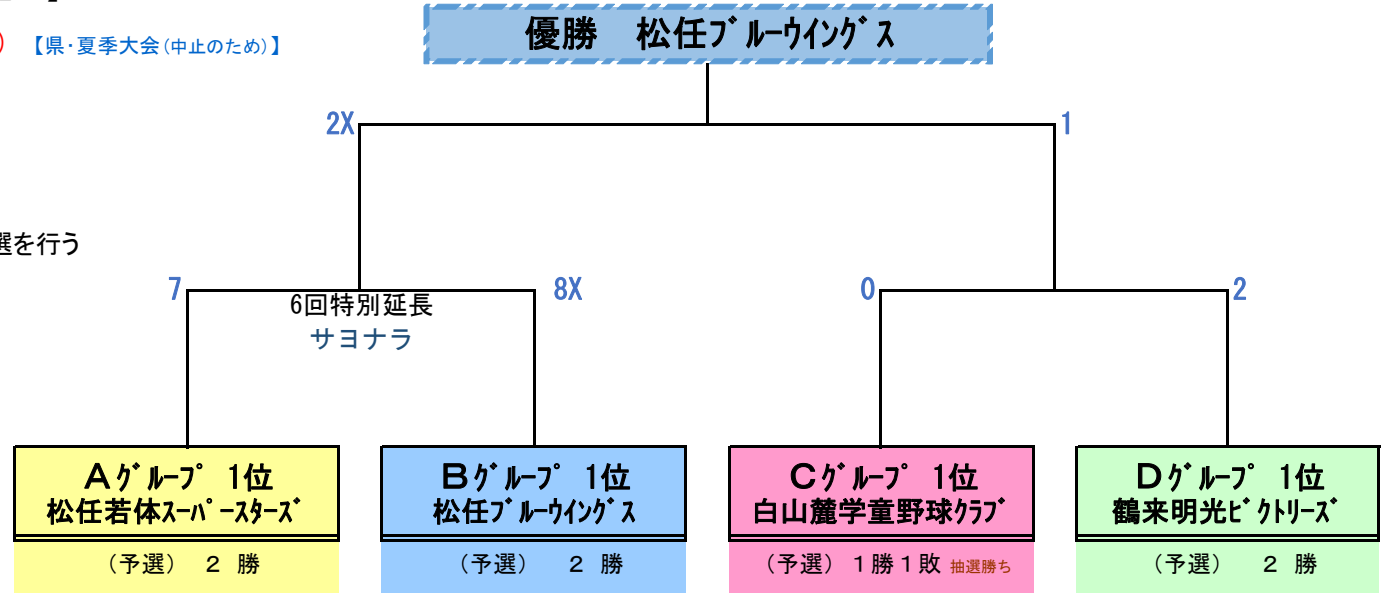 】
) 【県・夏季大会(中止のため)】
優勝　松任ﾌﾞﾙｰｳｲﾝｸﾞｽ
2X 1
選を行う
7 8X 0 2
6回特別延長
サヨナラ
Aｸﾞﾙｰﾌﾟ 1位
松任若体ｽｰﾊﾟｰｽﾀｰｽﾞ
(予選) 2 勝
Bｸﾞﾙｰﾌﾟ 1位
松任ﾌﾞﾙｰｳｲﾝｸﾞｽ
(予選) 2 勝
Cｸﾞﾙｰﾌﾟ 1位
白山麓学童野球ｸﾗﾌﾞ
(予選) 1勝1敗 抽選勝ち
Dｸﾞﾙｰﾌﾟ 1位
鶴来明光ﾋﾞｸﾄﾘｰｽﾞ
(予選) 2 勝